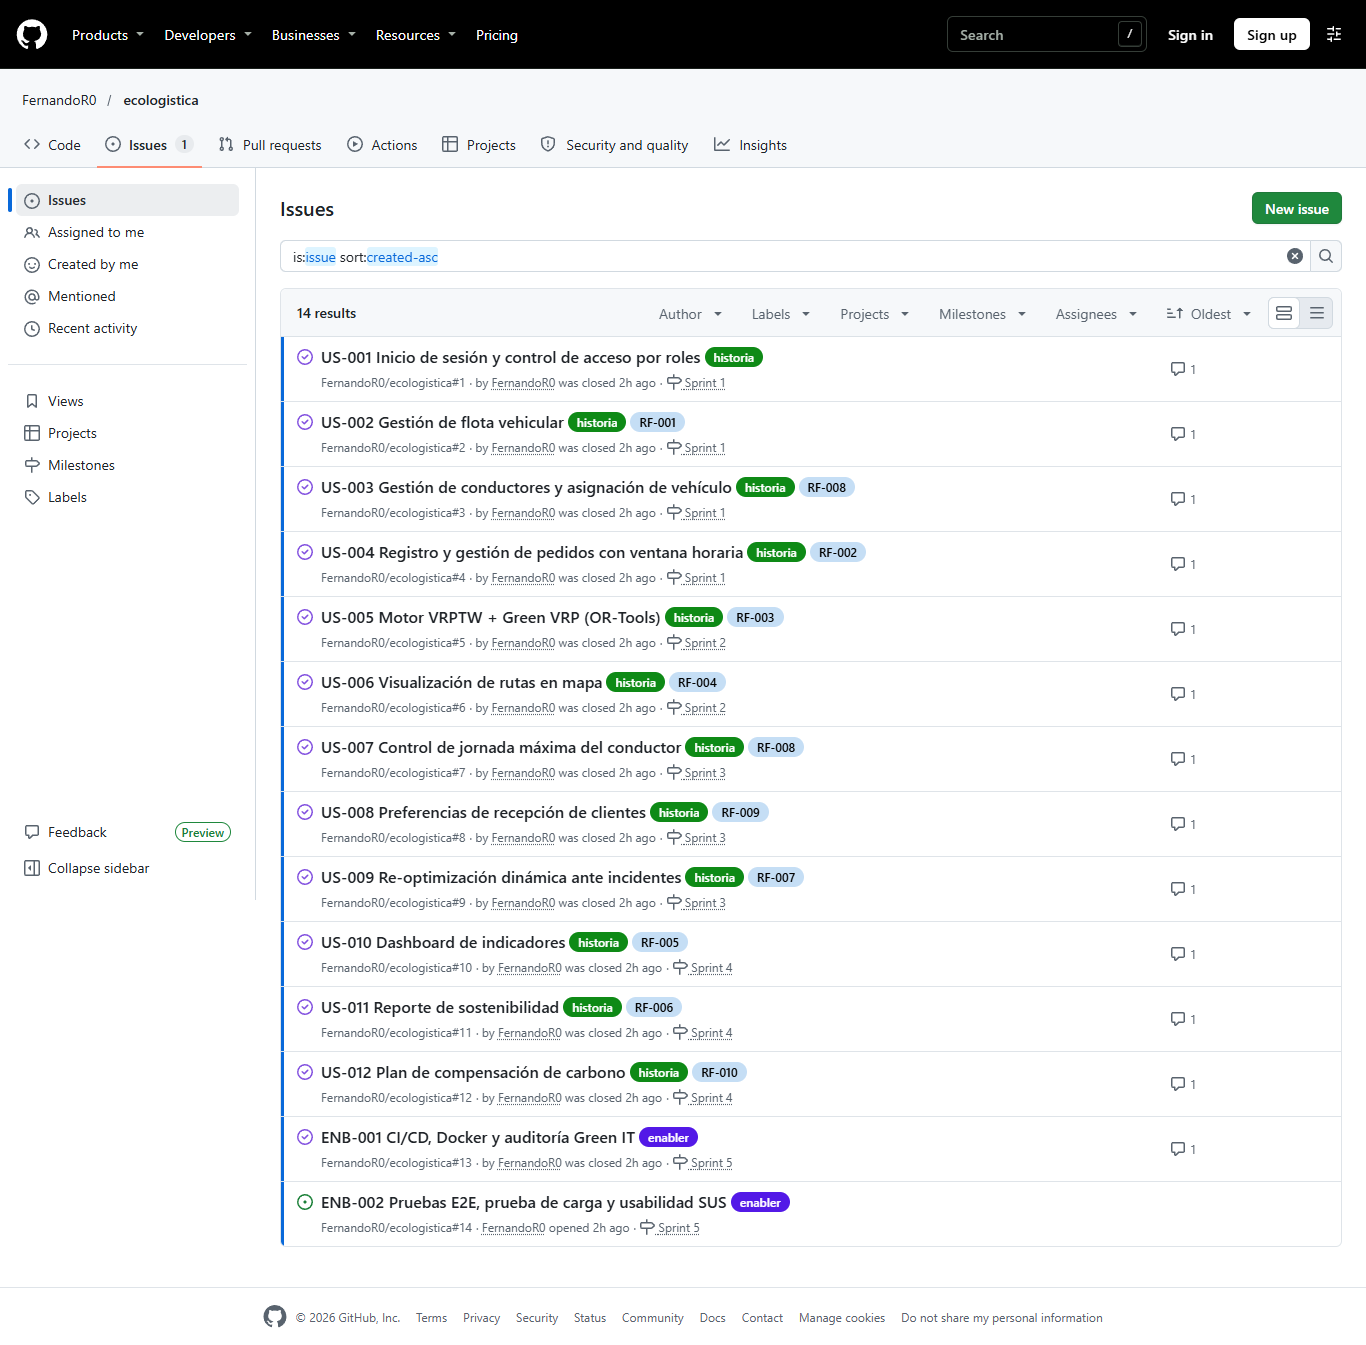 Products Developers Businesses Resources Pricing Search / Sign in Sign up
FernandoR0 / ecologistica
Code Issues 1 Pull requests Actions Projects Security and quality Insights
Issues
Assigned to me
Created by me
Mentioned
Recent activity
Views
Projects
Milestones
Labels
Feedback Preview
Collapse sidebar
Issues New issue
is:issue sort:created-asc
14 results Author Labels Projects Milestones Assignees Oldest
US-001 Inicio de sesión y control de acceso por roles historia
FernandoR0/ecologistica#1 · by FernandoR0 was closed 2h ago · Sprint 1 1
US-002 Gestión de flota vehicular historia RF-001
FernandoR0/ecologistica#2 · by FernandoR0 was closed 2h ago · Sprint 1 1
US-003 Gestión de conductores y asignación de vehículo historia RF-008
FernandoR0/ecologistica#3 · by FernandoR0 was closed 2h ago · Sprint 1 1
US-004 Registro y gestión de pedidos con ventana horaria historia RF-002
FernandoR0/ecologistica#4 · by FernandoR0 was closed 2h ago · Sprint 1 1
US-005 Motor VRPTW + Green VRP (OR-Tools) historia RF-003
FernandoR0/ecologistica#5 · by FernandoR0 was closed 2h ago · Sprint 2 1
US-006 Visualización de rutas en mapa historia RF-004
FernandoR0/ecologistica#6 · by FernandoR0 was closed 2h ago · Sprint 2 1
US-007 Control de jornada máxima del conductor historia RF-008
FernandoR0/ecologistica#7 · by FernandoR0 was closed 2h ago · Sprint 3 1
US-008 Preferencias de recepción de clientes historia RF-009
FernandoR0/ecologistica#8 · by FernandoR0 was closed 2h ago · Sprint 3 1
US-009 Re-optimización dinámica ante incidentes historia RF-007
FernandoR0/ecologistica#9 · by FernandoR0 was closed 2h ago · Sprint 3 1
US-010 Dashboard de indicadores historia RF-005
FernandoR0/ecologistica#10 · by FernandoR0 was closed 2h ago · Sprint 4 1
US-011 Reporte de sostenibilidad historia RF-006
FernandoR0/ecologistica#11 · by FernandoR0 was closed 2h ago · Sprint 4 1
US-012 Plan de compensación de carbono historia RF-010
FernandoR0/ecologistica#12 · by FernandoR0 was closed 2h ago · Sprint 4 1
ENB-001 CI/CD, Docker y auditoría Green IT enabler
FernandoR0/ecologistica#13 · by FernandoR0 was closed 2h ago · Sprint 5 1
ENB-002 Pruebas E2E, prueba de carga y usabilidad SUS enabler
FernandoR0/ecologistica#14 · FernandoR0 opened 2h ago · Sprint 5
© 2026 GitHub, Inc. Terms Privacy Security Status Community Docs Contact Manage cookies Do not share my personal information